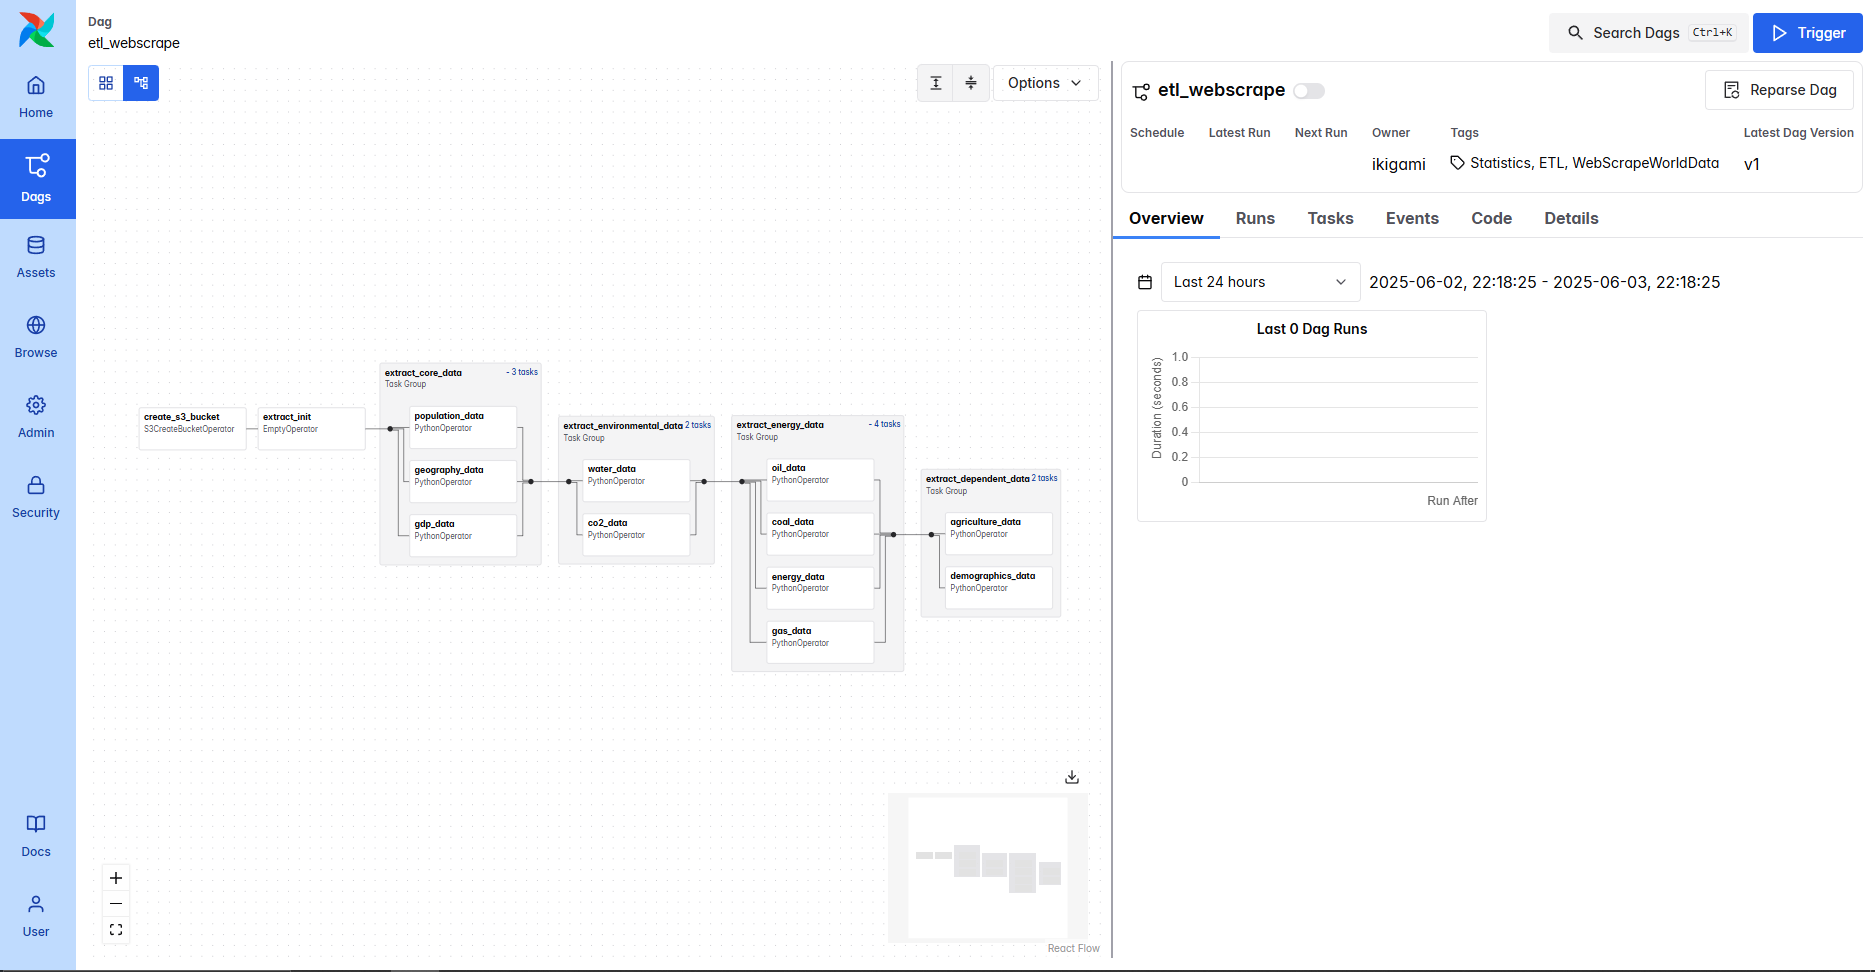 Dag
etl_webscrape
Search Dags Ctrl+K
Trigger
Home
Dags
Assets
Browse
Admin
Security
Docs
User
Options
create_s3_bucket
S3CreateBucketOperator
extract_init
EmptyOperator
extract_core_data - 3 tasks
Task Group
population_data
PythonOperator
geography_data
PythonOperator
gdp_data
PythonOperator
extract_environmental_data 2 tasks
Task Group
water_data
PythonOperator
co2_data
PythonOperator
extract_energy_data - 4 tasks
Task Group
oil_data
PythonOperator
coal_data
PythonOperator
energy_data
PythonOperator
gas_data
PythonOperator
extract_dependent_data 2 tasks
Task Group
agriculture_data
PythonOperator
demographics_data
PythonOperator
React Flow
etl_webscrape
Reparse Dag
Schedule Latest Run Next Run Owner Tags Latest Dag Version
ikigami Statistics, ETL, WebScrapeWorldData v1
Overview Runs Tasks Events Code Details
Last 24 hours 2025-06-02, 22:18:25 - 2025-06-03, 22:18:25
Last 0 Dag Runs
Duration (seconds)
1.0
0.8
0.6
0.4
0.2
0
Run After